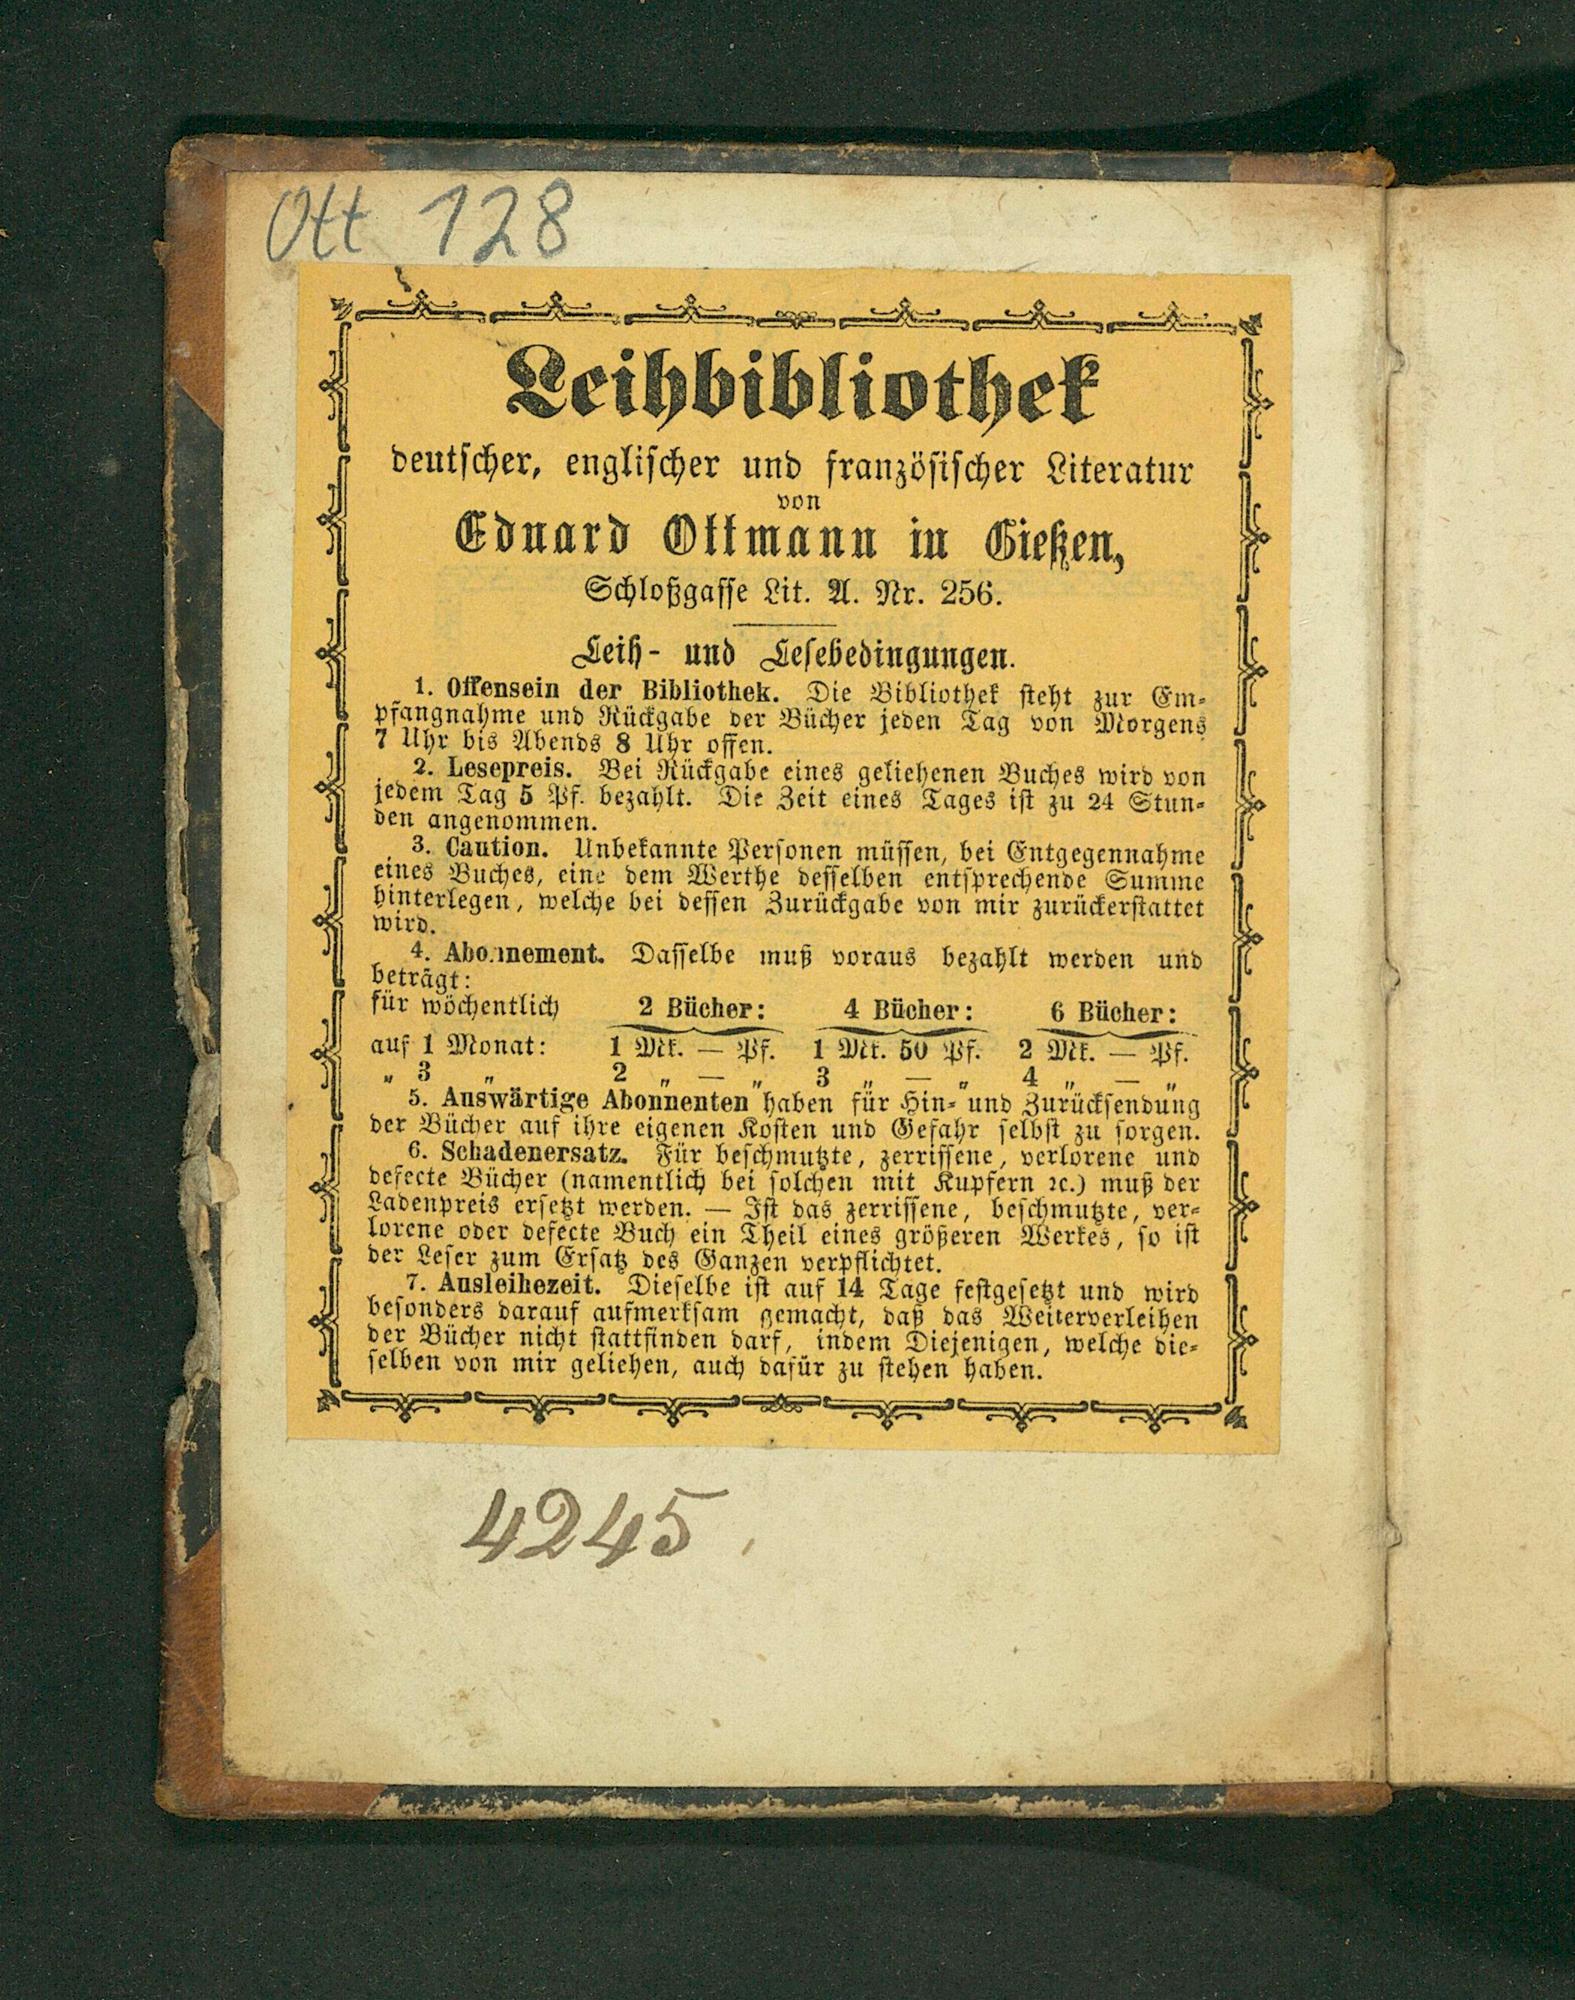 Ott 128
Leihbibliothek
deutscher, englischer und französischer Literatur
von
Eduard Ottmann in Gießen,
Schloßgasse Lit. A. Nr. 256.
Leih- und Lesebedingungen.
1. Offensein der Bibliothek. Die Bibliothek steht zur Em-
pfangnahme und Rückgabe der Bücher jeden Tag von Morgens
7 Uhr bis Abends 8 Uhr offen.
2. Lesepreis. Bei Rückgabe eines geliehenen Buches wird von
jedem Tag 5 Pf. bezahlt. Die Zeit eines Tages ist zu 24 Stun-
den angenommen.
3. Caution. Unbekannte Personen müssen, bei Entgegennahme
eines Buches, eine dem Werthe desselben entsprechende Summe
hinterlegen, welche bei dessen Zurückgabe von mir zurückerstattet
wird.
4. Abonnement. Dasselbe muß voraus bezahlt werden und
beträgt:
für wöchentlich 2 Bücher: 4 Bücher: 6 Bücher:
auf 1 Monat: 1 Mk. — Pf. 1 Mk. 50 Pf. 2 Mk. — Pf.
„ 3 „ 2 „ — „ 3 „ — „ 4 „ — „
5. Auswärtige Abonnenten haben für Hin- und Zurücksendung
der Bücher auf ihre eigenen Kosten und Gefahr selbst zu sorgen.
6. Schadenersatz. Für beschmutzte, zerrissene, verlorene und
defecte Bücher (namentlich bei solchen mit Kupfern ꝛc.) muß der
Ladenpreis ersetzt werden. — Ist das zerrissene, beschmutzte, ver-
lorene oder defecte Buch ein Theil eines größeren Werkes, so ist
der Leser zum Ersatz des Ganzen verpflichtet.
7. Ausleihezeit. Dieselbe ist auf 14 Tage festgesetzt und wird
besonders darauf aufmerksam gemacht, daß das Weiterverleihen
der Bücher nicht stattfinden darf, indem Diejenigen, welche die-
selben von mir geliehen, auch dafür zu stehen haben.
4245